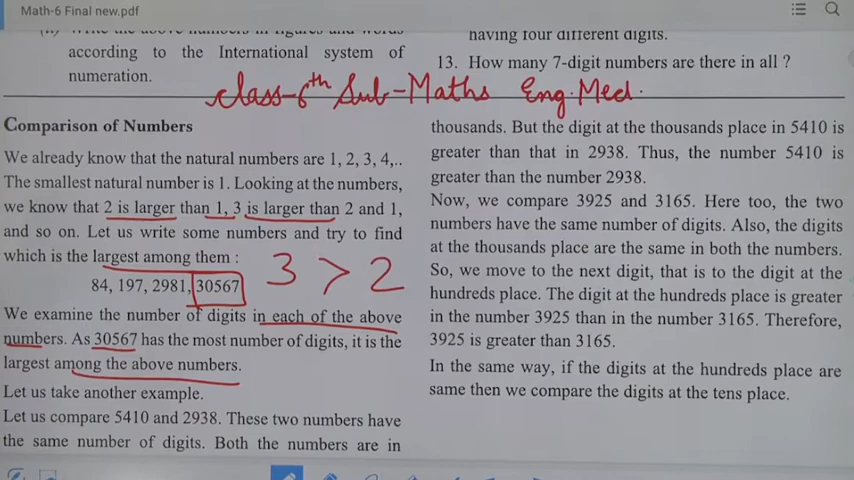 Math-6 Final new.pdf
according to the International system of
numeration.
having four different digits.
13. How many 7-digit numbers are there in all ?
Class-6th Sub-Maths Eng.Med.
Comparison of Numbers
We already know that the natural numbers are 1, 2, 3, 4,..
The smallest natural number is 1. Looking at the numbers,
we know that 2 is larger than 1, 3 is larger than 2 and 1,
and so on. Let us write some numbers and try to find
which is the largest among them :
84, 197, 2981, 30567
3 > 2
We examine the number of digits in each of the above
numbers. As 30567 has the most number of digits, it is the
largest among the above numbers.
Let us take another example.
Let us compare 5410 and 2938. These two numbers have
the same number of digits. Both the numbers are in
thousands. But the digit at the thousands place in 5410 is
greater than that in 2938. Thus, the number 5410 is
greater than the number 2938.
Now, we compare 3925 and 3165. Here too, the two
numbers have the same number of digits. Also, the digits
at the thousands place are the same in both the numbers.
So, we move to the next digit, that is to the digit at the
hundreds place. The digit at the hundreds place is greater
in the number 3925 than in the number 3165. Therefore,
3925 is greater than 3165.
In the same way, if the digits at the hundreds place are
same then we compare the digits at the tens place.